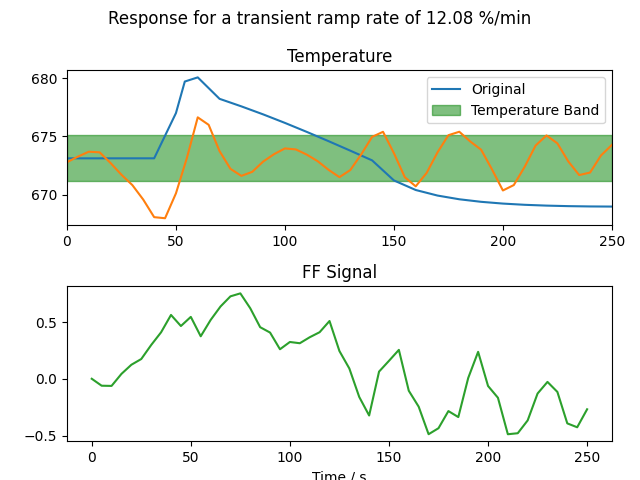 Response for a transient ramp rate of 12.08 %/min
Temperature
680
675
670
Original
Temperature Band
0 50 100 150 200 250
FF Signal
0.5
0.0
−0.5
0 50 100 150 200 250
Time / s